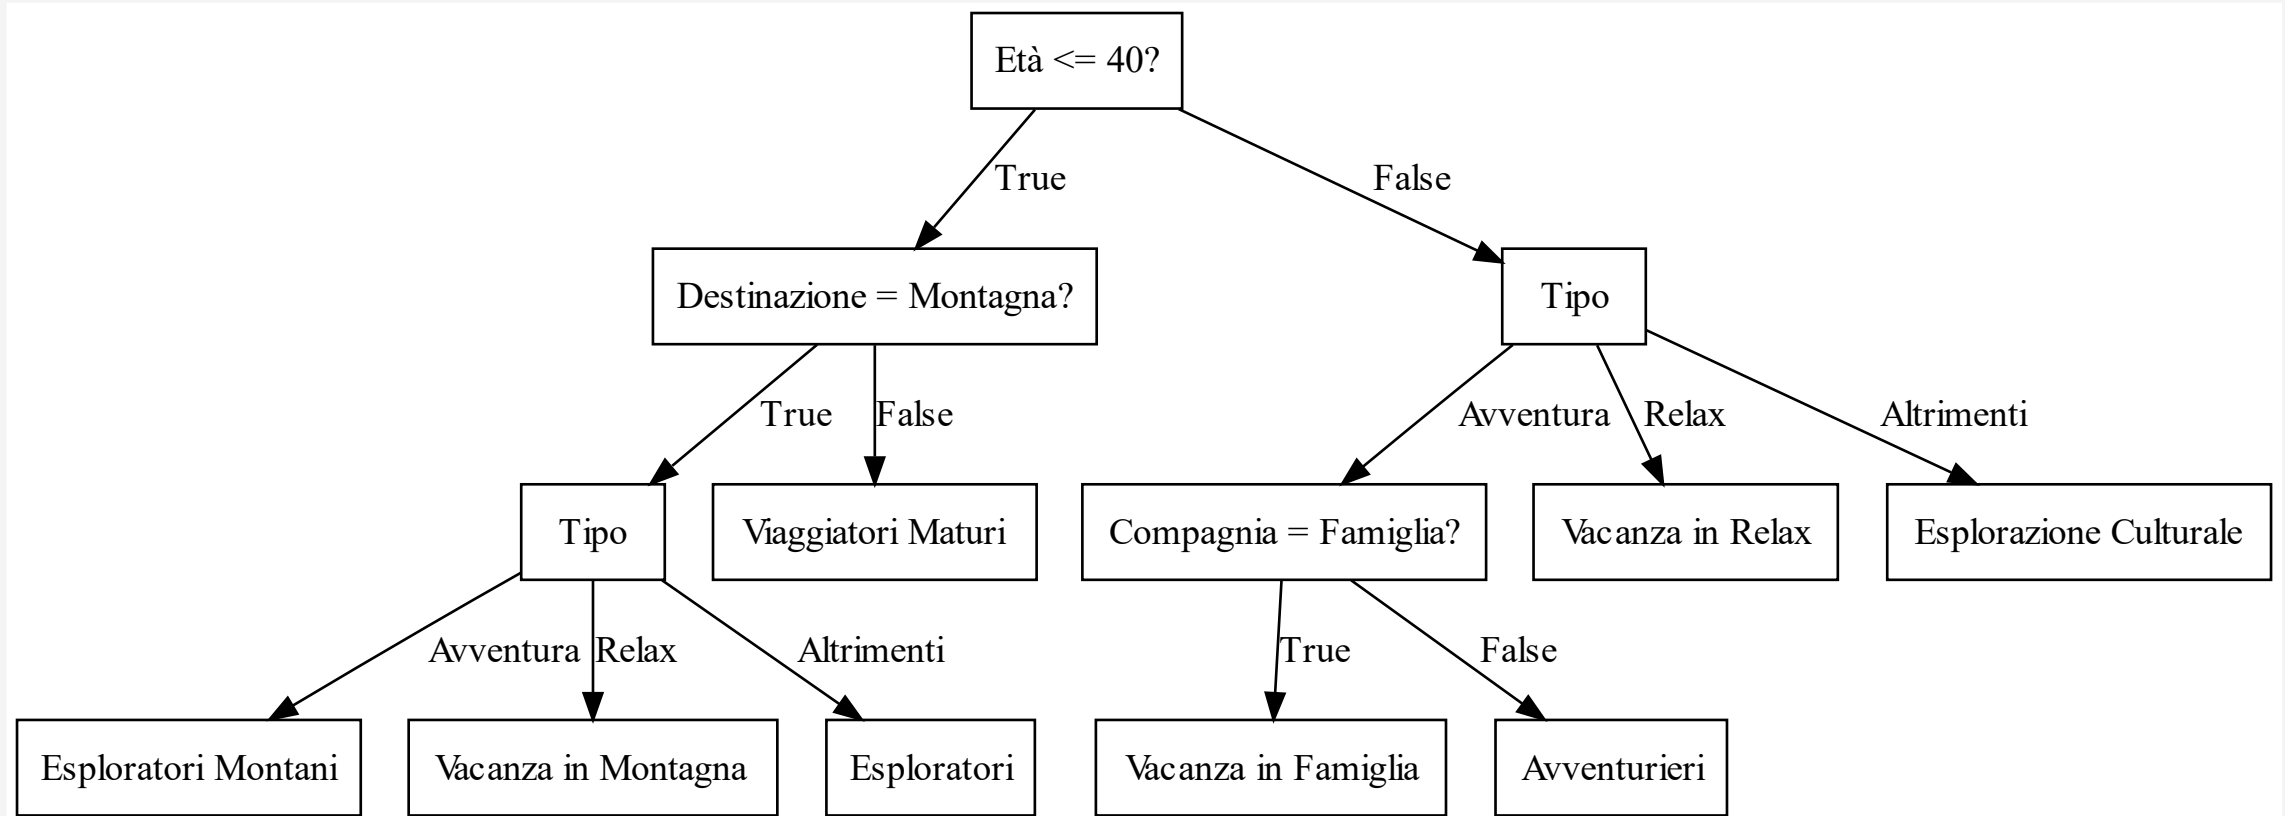 Età <= 40?
True
False
Destinazione = Montagna?
Tipo
True
False
Avventura
Relax
Altrimenti
Tipo
Viaggiatori Maturi
Compagnia = Famiglia?
Vacanza in Relax
Esplorazione Culturale
Avventura
Relax
Altrimenti
True
False
Esploratori Montani
Vacanza in Montagna
Esploratori
Vacanza in Famiglia
Avventurieri